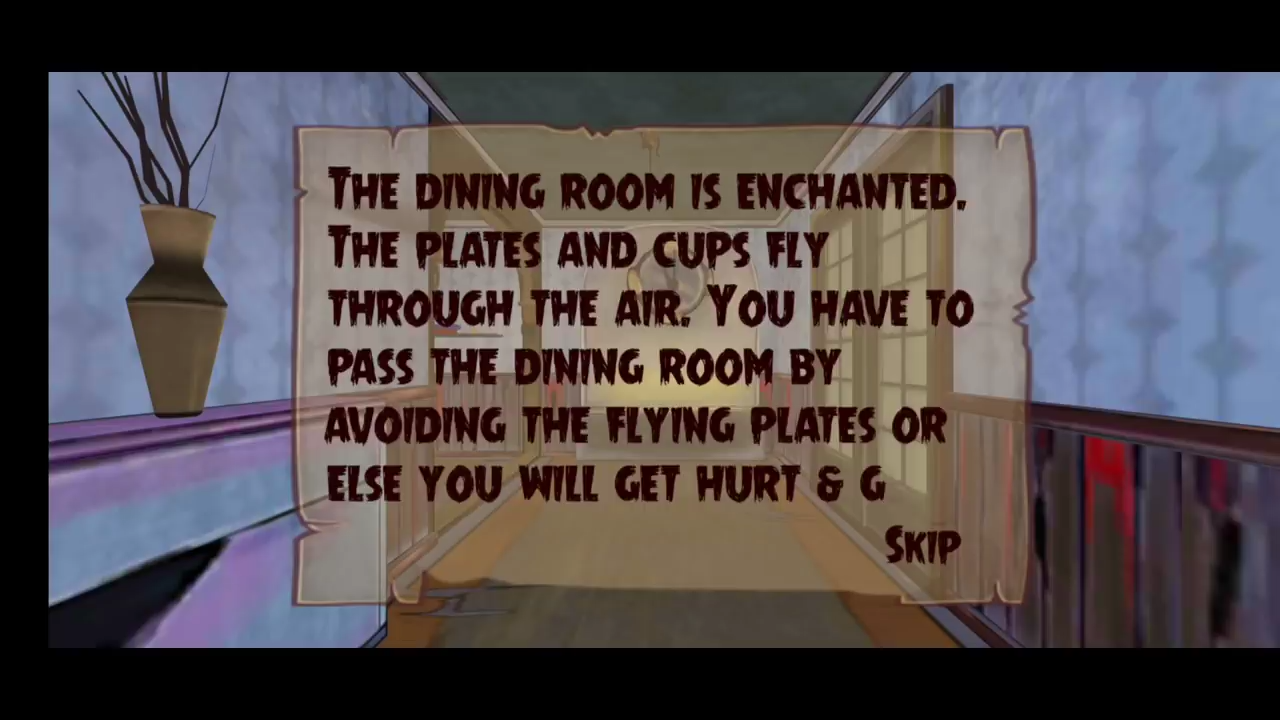 The dining room is enchanted.
The plates and cups fly
through the air. You have to
pass the dining room by
avoiding the flying plates or
else you will get hurt & g
Skip